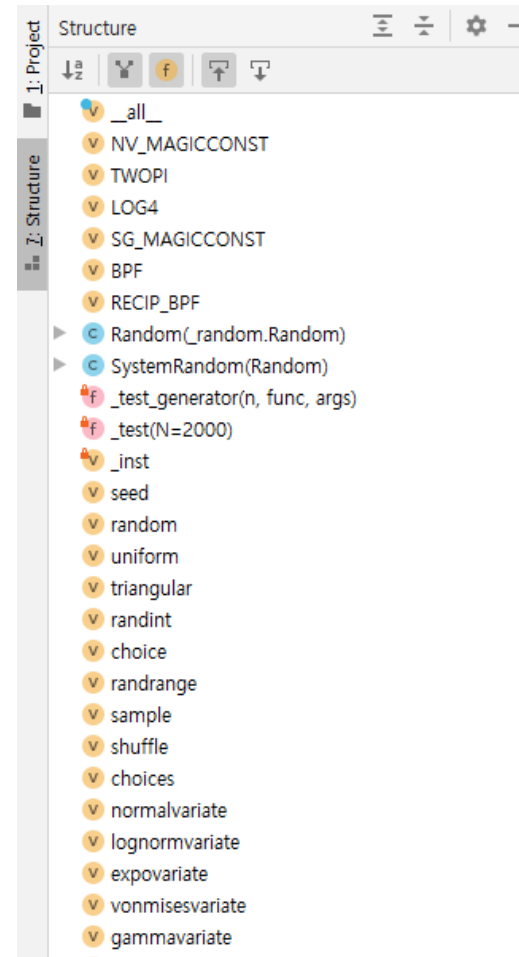 1: Project
7: Structure
Structure
__all__
NV_MAGICCONST
TWOPI
LOG4
SG_MAGICCONST
BPF
RECIP_BPF
Random(_random.Random)
SystemRandom(Random)
_test_generator(n, func, args)
_test(N=2000)
_inst
seed
random
uniform
triangular
randint
choice
randrange
sample
shuffle
choices
normalvariate
lognormvariate
expovariate
vonmisesvariate
gammavariate